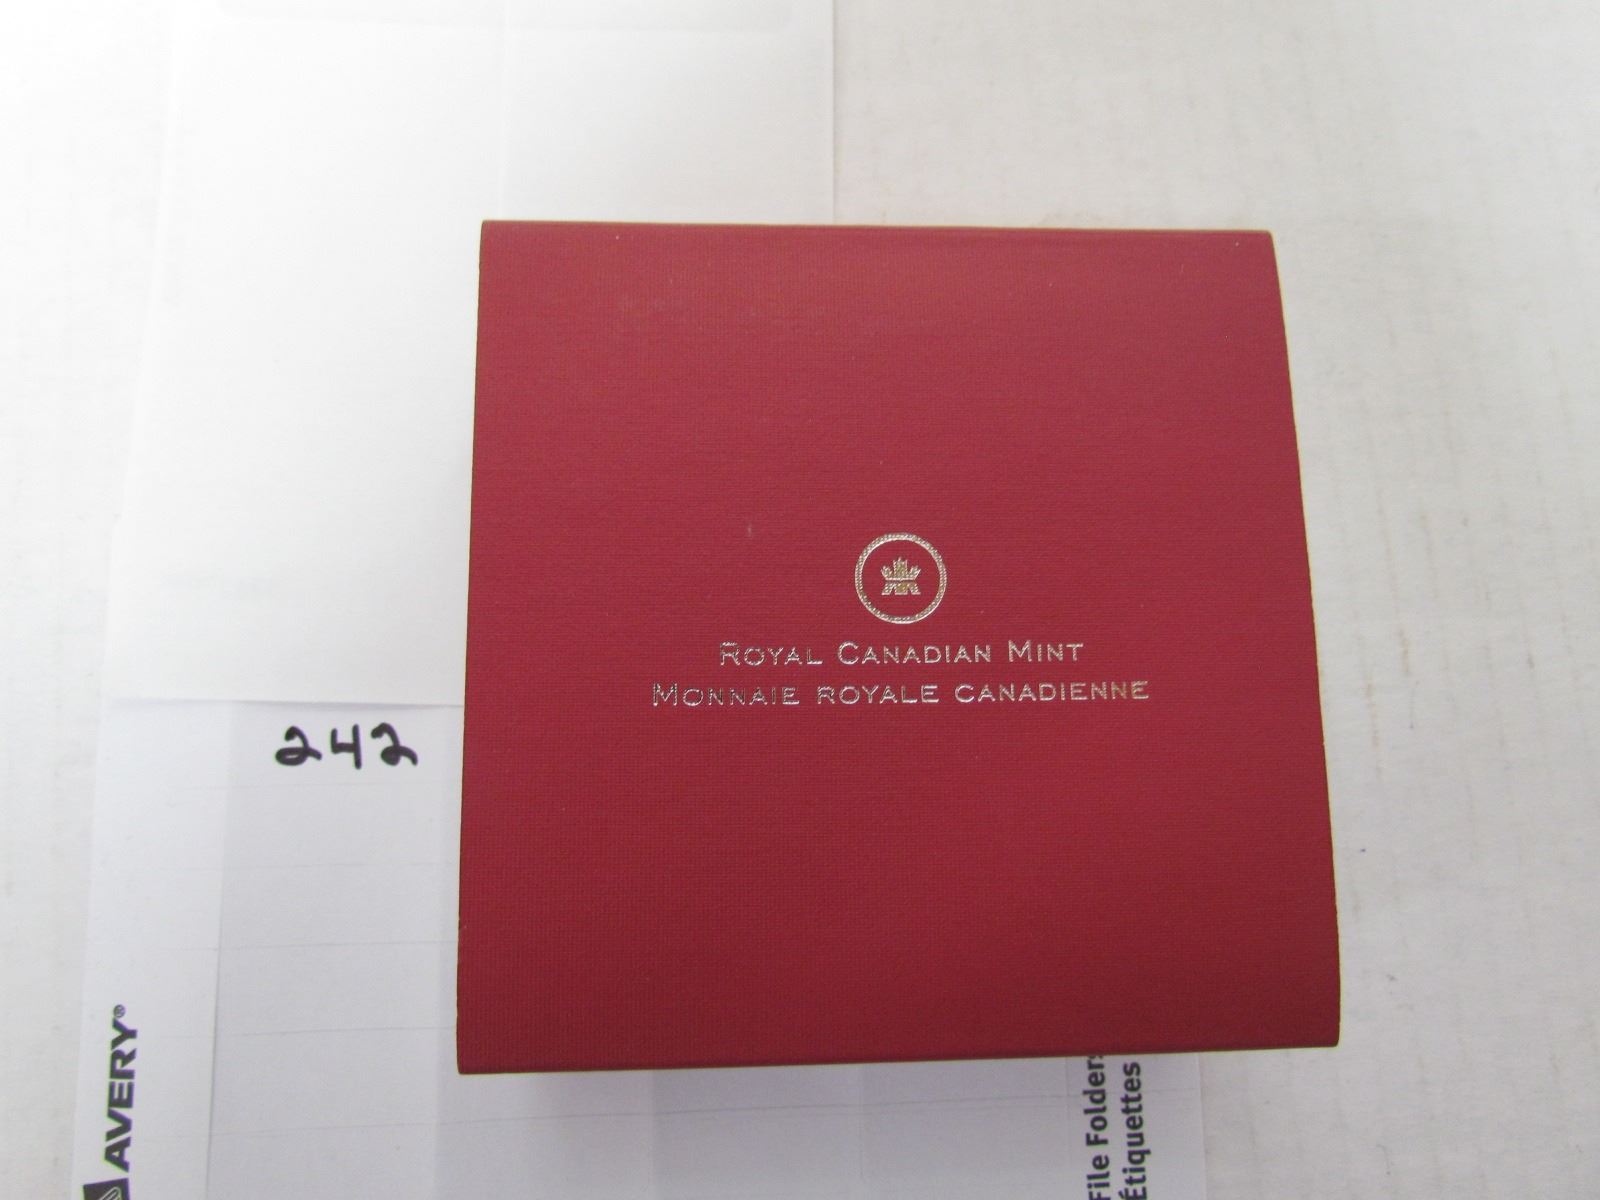 ROYAL CANADIAN MINT
MONNAIE ROYALE CANADIENNE
242
AVERY®
File Folders
Étiquettes